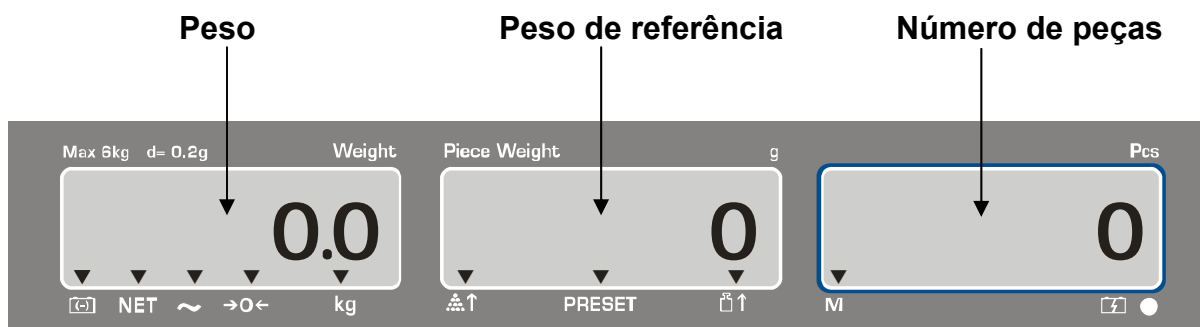 Peso Peso de referência Número de peças
Max 6kg d= 0.2g Weight Piece Weight g Pcs
0.0 0 0
NET ~ →0← kg ↑ PRESET ↑ M